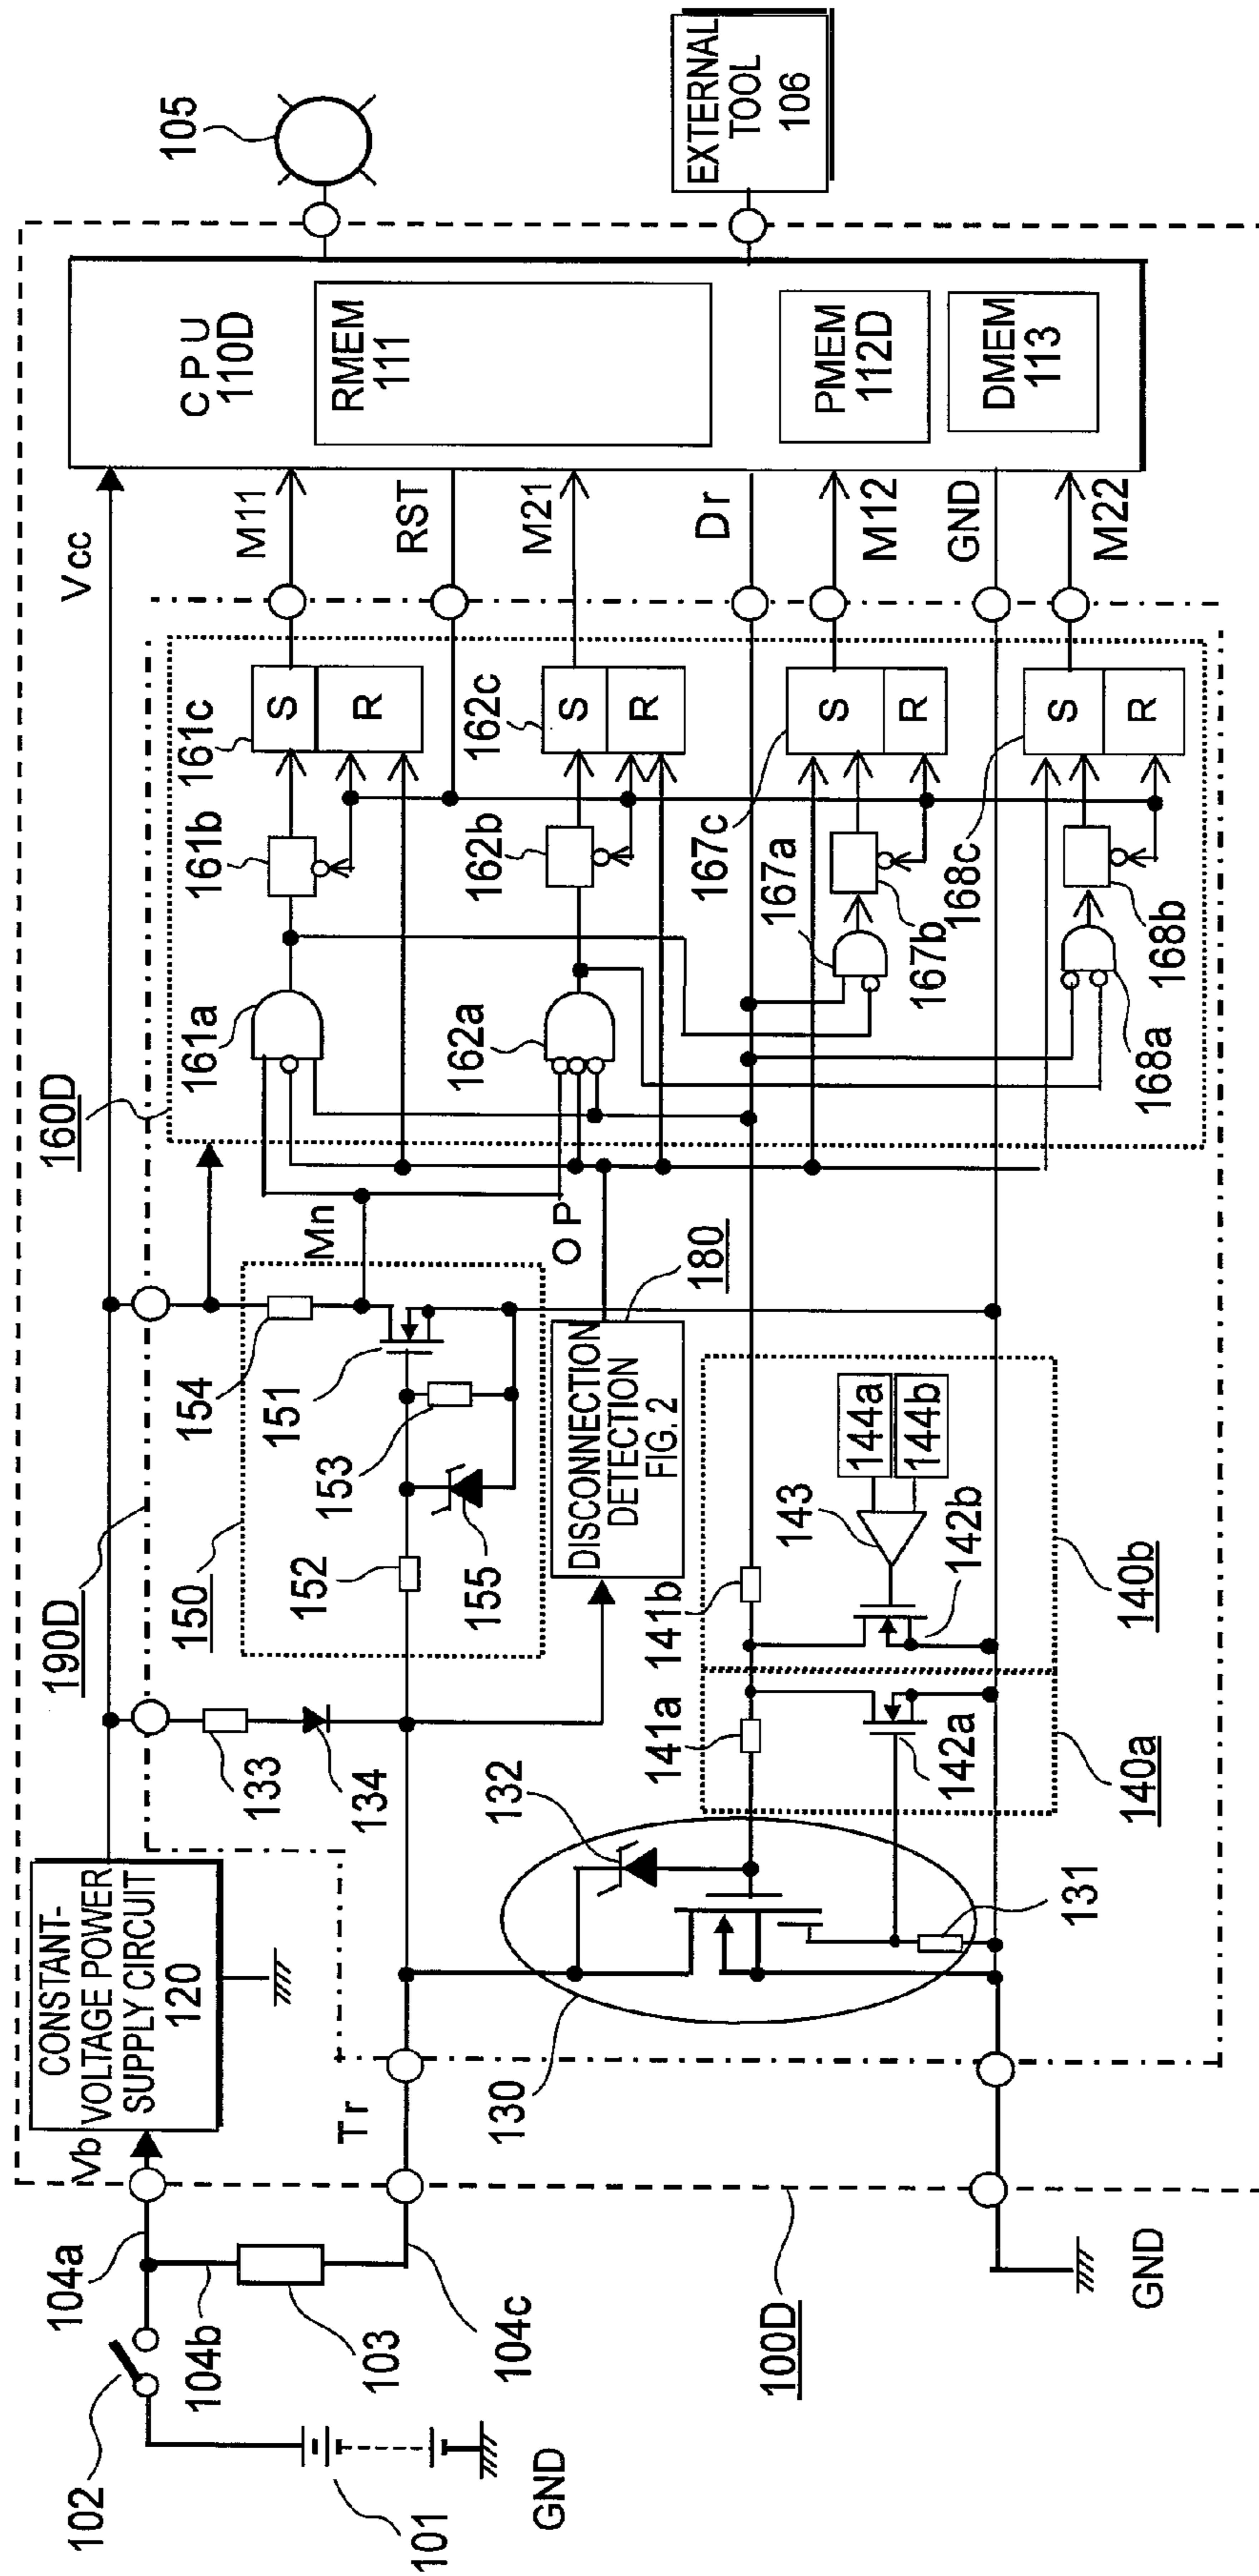 102
101
GND
104a
104b
103
104c
Vb
CONSTANT-
VOLTAGE POWER
SUPPLY CIRCUIT
120
Tr
130
100D
GND
190D
133
134
132
131
150
152
153
155
154
151
Mn
DISCONNECTION
DETECTION
FIG. 2
180
OP
141a
142a
140a
141b
142b
143
144a
144b
140b
160D
161a
161b
161c
S
R
162a
162b
162c
S
R
167a
167b
167c
S
R
168a
168b
168c
S
R
Vcc
M11
RST
M21
Dr
M12
GND
M22
CPU
110D
RMEM
111
PMEM
112D
DMEM
113
105
EXTERNAL
TOOL
106